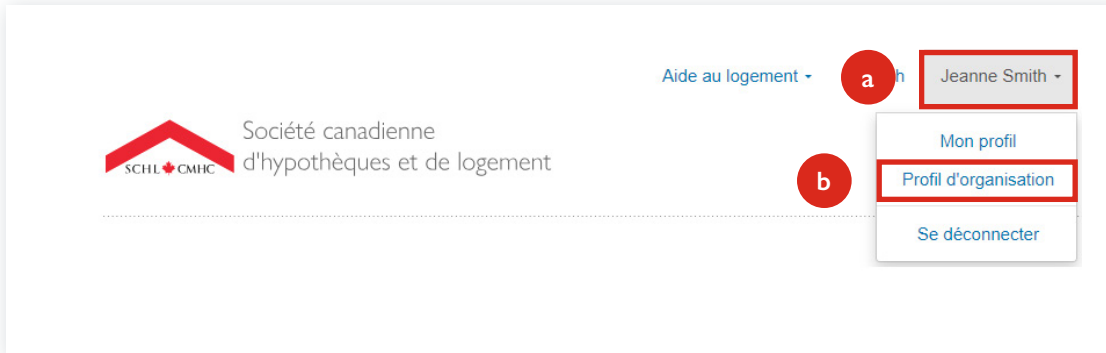 Aide au logement
a
h
Jeanne Smith
Mon profil
b
Profil d'organisation
Se déconnecter
SCHL CMHC
Société canadienne
d'hypothèques et de logement